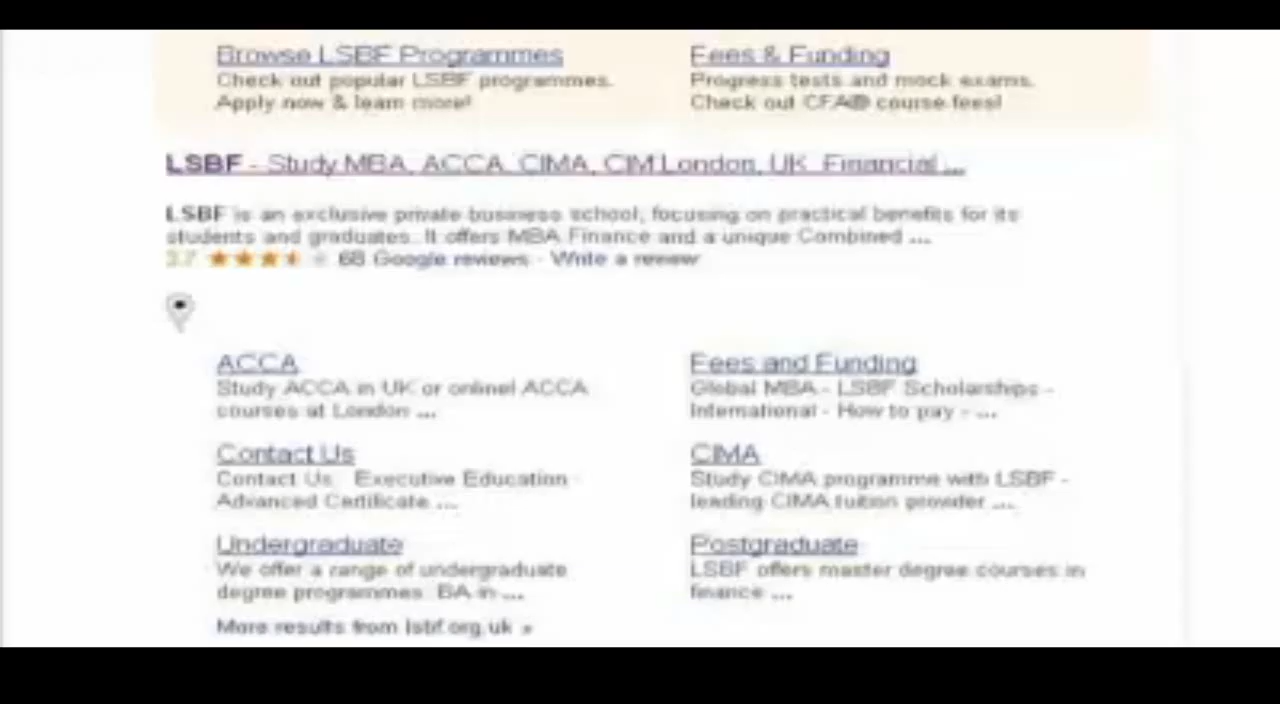 Browse LSBF Programmes
Check out popular LSBF programmes.
Apply now & learn more!
Fees & Funding
Progress tests and mock exams.
Check out CFA® course fees!
LSBF - Study MBA, ACCA, CIMA, CIM London, UK, Financial ...
LSBF is an exclusive private business school, focusing on practical benefits for its
students and graduates. It offers MBA Finance and a unique Combined ...
3.7 68 Google reviews · Write a review
ACCA
Study ACCA in UK or online! ACCA
courses at London ...
Fees and Funding
Global MBA - LSBF Scholarships -
International - How to pay - ...
Contact Us
Contact Us. Executive Education
Advanced Certificate ...
CIMA
Study CIMA programme with LSBF -
leading CIMA tuition provider ...
Undergraduate
We offer a range of undergraduate
degree programmes. BA in ...
Postgraduate
LSBF offers master degree courses in
finance ...
More results from lsbf.org.uk »